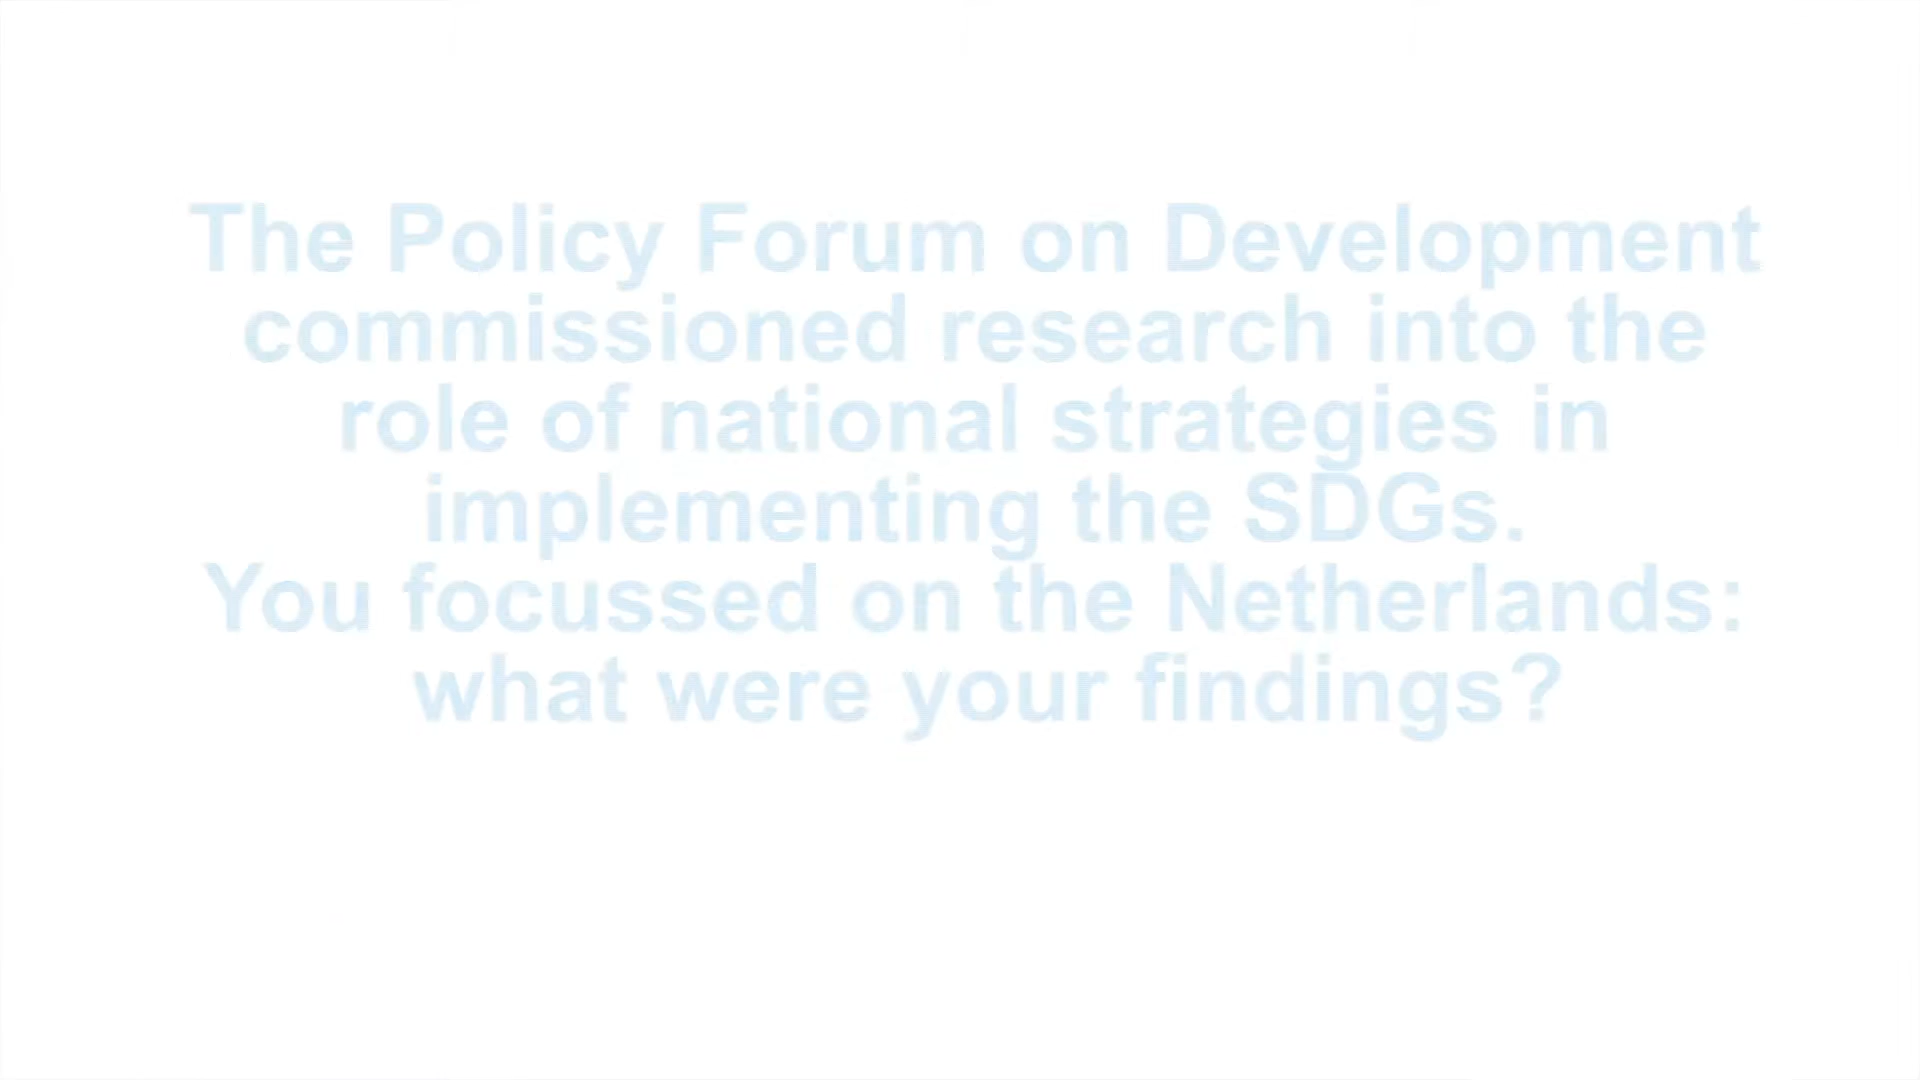 The Policy Forum on Development
commissioned research into the
role of national strategies in
implementing the SDGs.
You focussed on the Netherlands:
what were your findings?